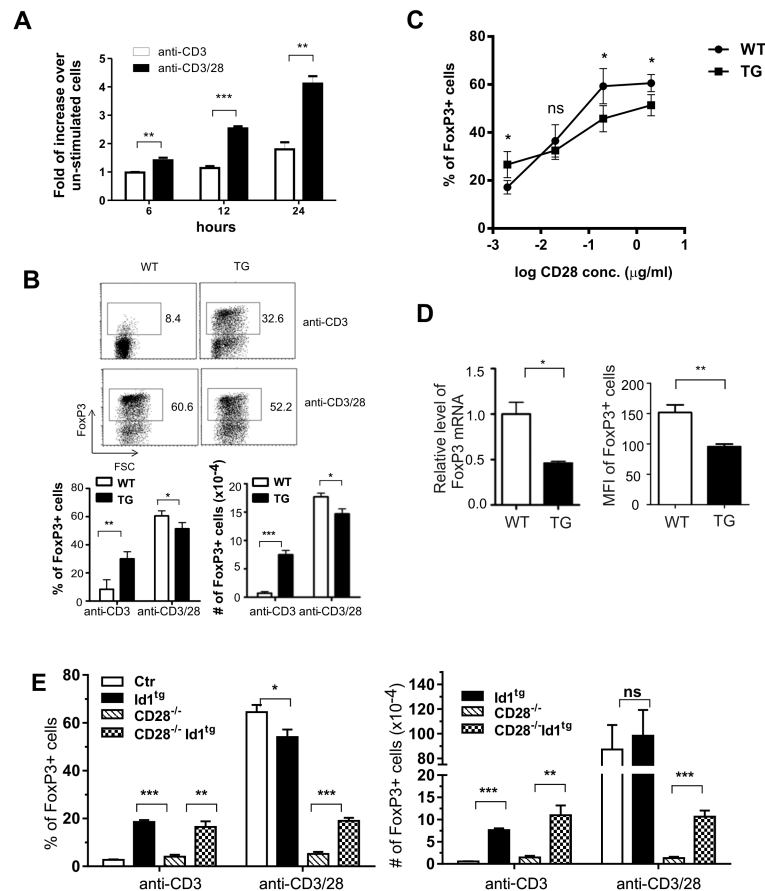 A
anti-CD3
anti-CD3/28
Fold of increase over
un-stimulated cells
5
4
3
2
1
0
**
***
**
6
12
24
hours
C
WT
TG
% of FoxP3+ cells
80
60
40
20
0
*
ns
*
*
-3
-2
-1
0
1
log CD28 conc. (μg/ml)
B
WT
TG
8.4
32.6
anti-CD3
60.6
52.2
anti-CD3/28
FoxP3
FSC
WT
TG
% of FoxP3+ cells
80
60
40
20
0
**
*
anti-CD3
anti-CD3/28
WT
TG
# of FoxP3+ cells (x10-4)
20
15
10
5
0
***
*
anti-CD3
anti-CD3/28
D
Relative level of
FoxP3 mRNA
1.5
1.0
0.5
0.0
*
WT
TG
MFI of FoxP3+ cells
200
150
100
50
0
**
WT
TG
E
Ctr
Id1tg
CD28-/-
CD28-/- Id1tg
% of FoxP3+ cells
80
60
40
20
0
***
**
*
***
anti-CD3
anti-CD3/28
Id1tg
CD28-/-
CD28-/-Id1tg
# of FoxP3+ cells (x10-4)
140
120
100
80
20
15
10
5
0
***
**
ns
***
anti-CD3
anti-CD3/28